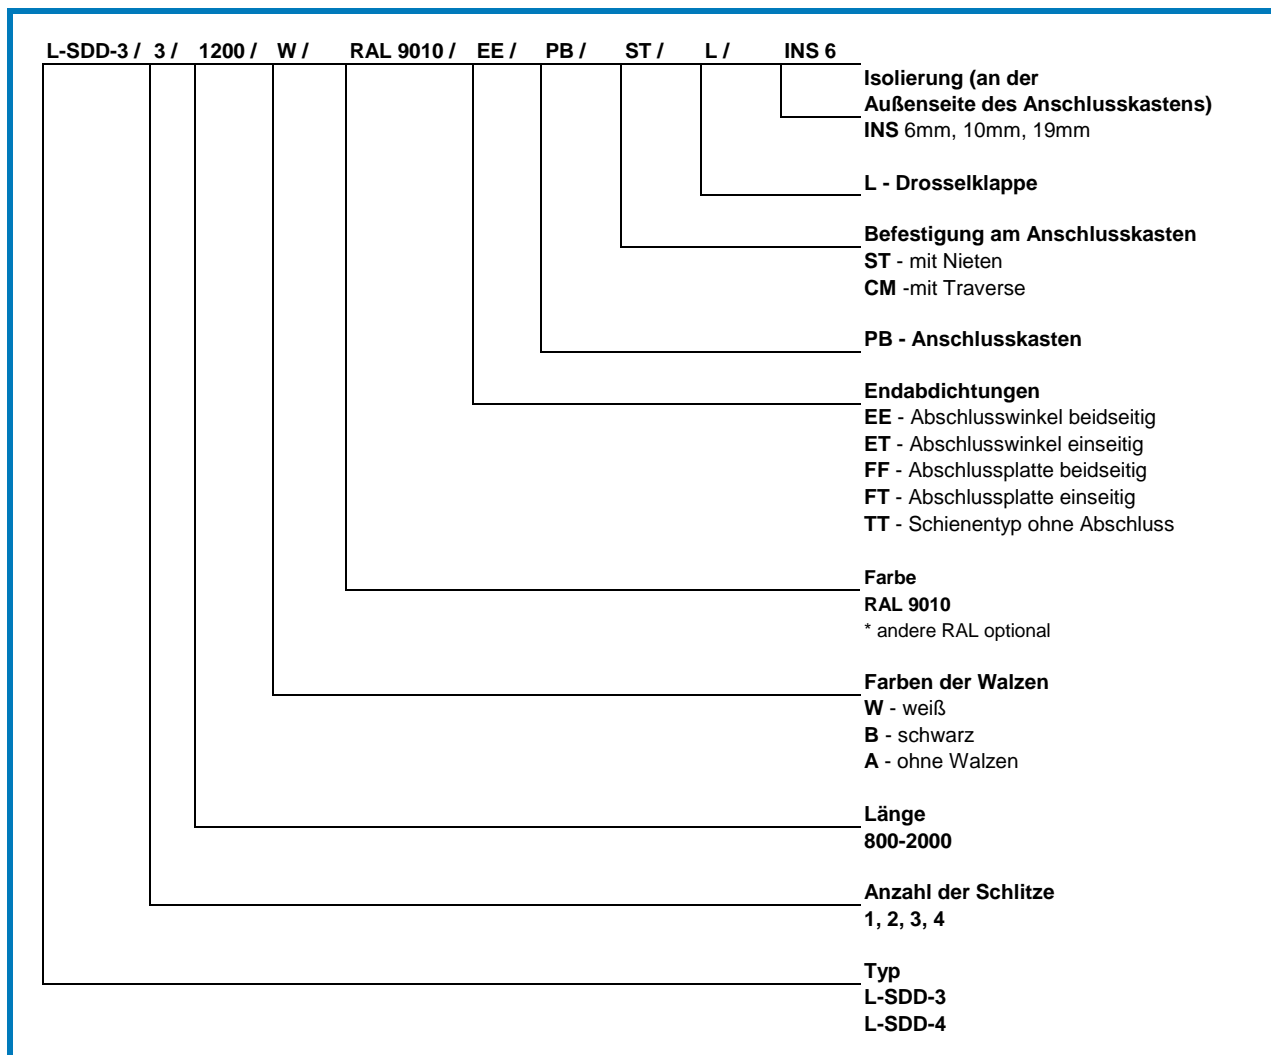 L-SDD-3 / 3 / 1200 / W / RAL 9010 / EE / PB / ST / L / INS 6
Isolierung (an der
Außenseite des Anschlusskastens)
INS 6mm, 10mm, 19mm
L - Drosselklappe
Befestigung am Anschlusskasten
ST - mit Nieten
CM -mit Traverse
PB - Anschlusskasten
Endabdichtungen
EE - Abschlusswinkel beidseitig
ET - Abschlusswinkel einseitig
FF - Abschlussplatte beidseitig
FT - Abschlussplatte einseitig
TT - Schienentyp ohne Abschluss
Farbe
RAL 9010
* andere RAL optional
Farben der Walzen
W - weiß
B - schwarz
A - ohne Walzen
Länge
800-2000
Anzahl der Schlitze
1, 2, 3, 4
Typ
L-SDD-3
L-SDD-4